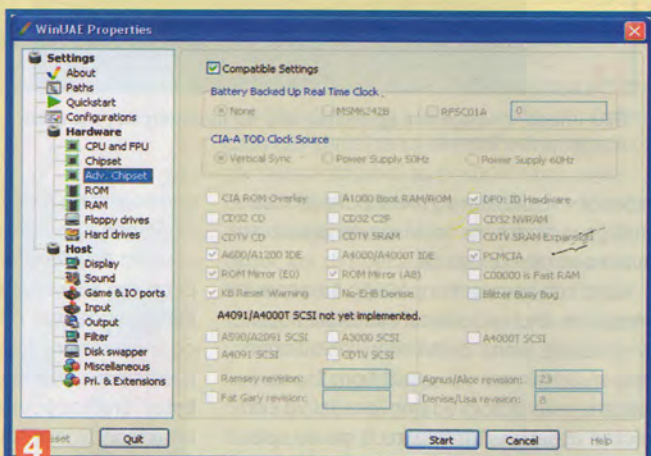 WinUAE Properties
Settings
About
Paths
Quickstart
Configurations
Hardware
CPU and FPU
Chipset
Adv. Chipset
ROM
RAM
Floppy drives
Hard drives
Host
Display
Sound
Game & IO ports
Input
Output
Filter
Disk swapper
Miscellaneous
Pri. & Extensions
Compatible Settings
Battery Backed Up Real Time Clock
None MSM6242B RP5C01A 0
CIA-A TOD Clock Source
Vertical Sync Power Supply 50Hz Power Supply 60Hz
CIA ROM Overlay A1000 Boot RAM/ROM DF0: ID Hardware
CD32 CD CD32 C2P CD32 NVRAM
CDTV CD CDTV SRAM CDTV SRAM Expansion
A600/A1200 IDE A4000/A4000T IDE PCMCIA
ROM Mirror (E0) ROM Mirror (A8) C00000 is Fast RAM
KB Reset Warning No-EHB Denise Blitter Busy Bug
A4091/A4000T SCSI not yet implemented.
A590/A2091 SCSI A3000 SCSI A4000T SCSI
A4091 SCSI CDTV SCSI
Ramsey revision: Agnus/Alice revision: 23
Fat Gary revision: Denise/Lisa revision: 8
4 eset Quit Start Cancel Help